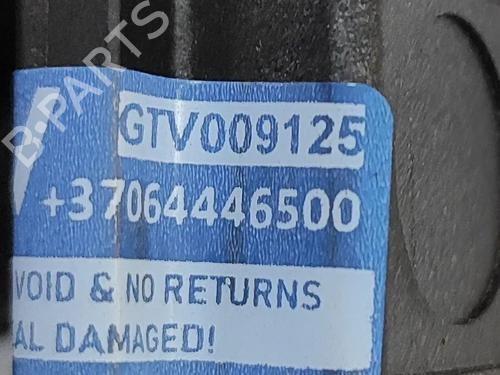 B-PARTS
GTV009125
+37064446500
VOID & NO RETURNS
AL DAMAGED!